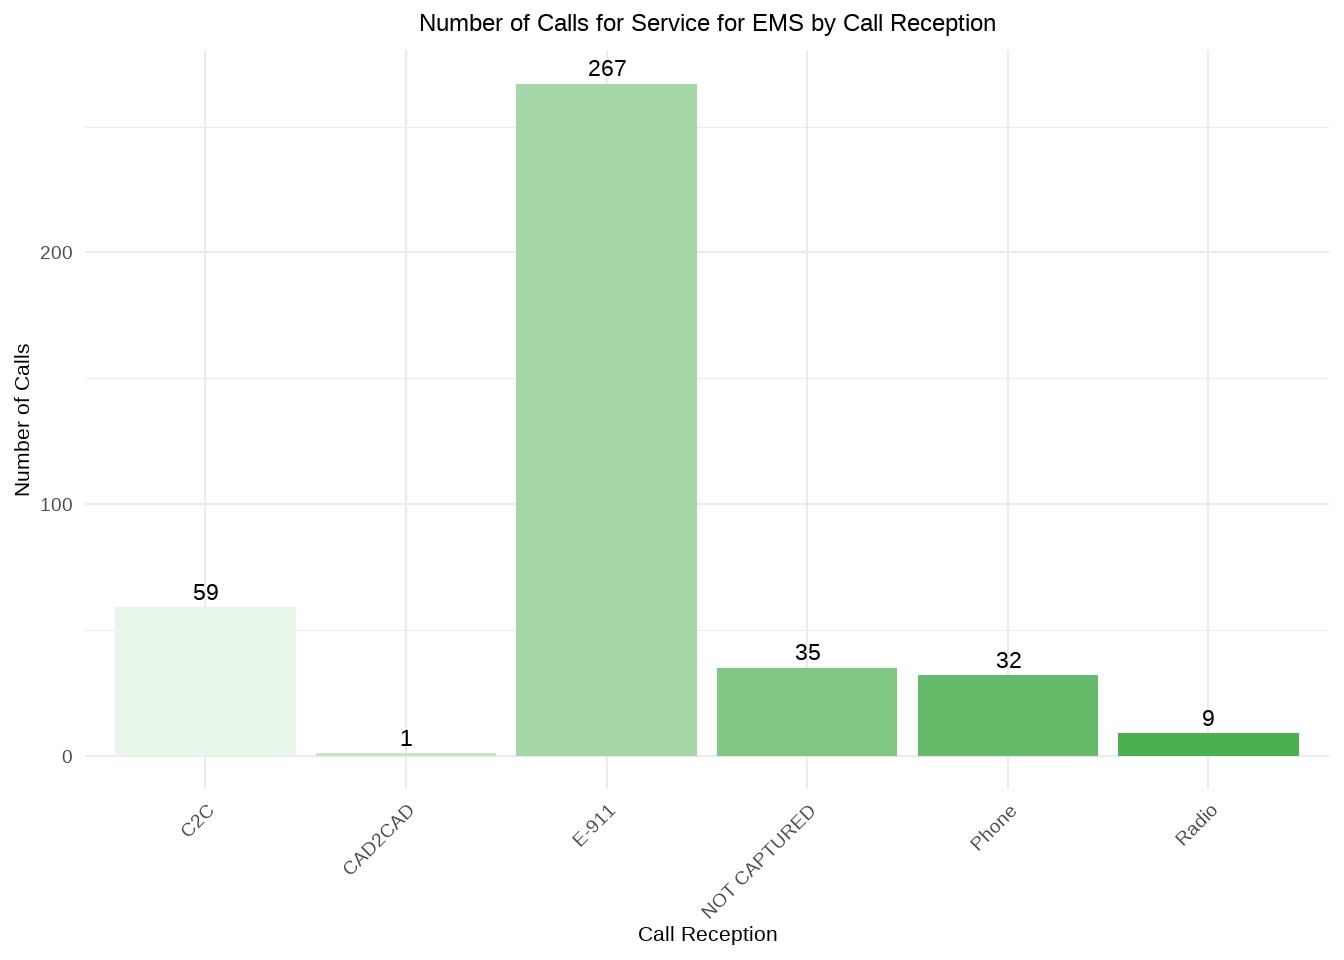 Number of Calls for Service for EMS by Call Reception
267
200
Number of Calls
100
59
35
32
9
1
0
C2C
CAD2CAD
E-911
NOT CAPTURED
Phone
Radio
Call Reception